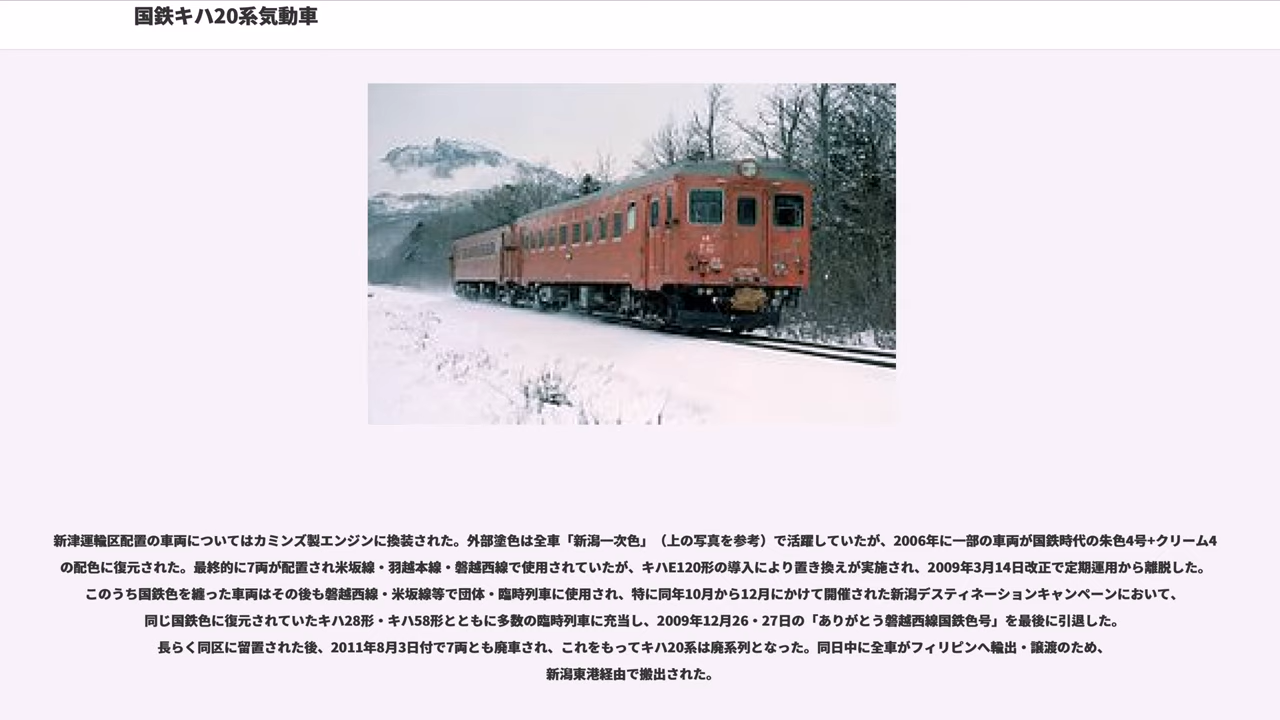 国鉄キハ20系気動車
新津運輸区配置の車両についてはカミンズ製エンジンに換装された。外部塗色は全車「新潟一次色」（上の写真を参考）で活躍していたが、2006年に一部の車両が国鉄時代の朱色4号+クリーム4
の配色に復元された。最終的に7両が配置され米坂線・羽越本線・磐越西線で使用されていたが、キハE120形の導入により置き換えが実施され、2009年3月14日改正で定期運用から離脱した。
このうち国鉄色を纏った車両はその後も磐越西線・米坂線等で団体・臨時列車に使用され、特に同年10月から12月にかけて開催された新潟デスティネーションキャンペーンにおいて、
同じ国鉄色に復元されていたキハ28形・キハ58形とともに多数の臨時列車に充当し、2009年12月26・27日の「ありがとう磐越西線国鉄色号」を最後に引退した。
長らく同区に留置された後、2011年8月3日付で7両とも廃車され、これをもってキハ20系は廃系列となった。同日中に全車がフィリピンへ輸出・譲渡のため、
新潟東港経由で搬出された。